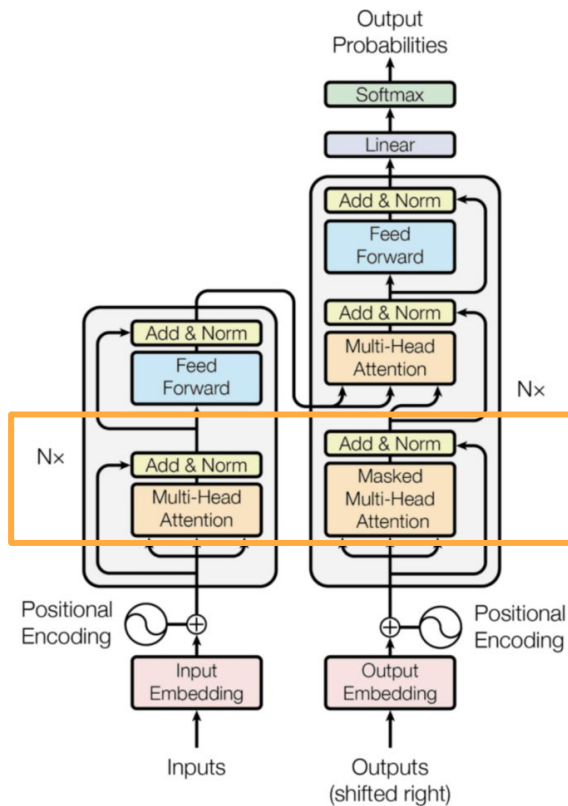 Output
Probabilities
Softmax
Linear
Add & Norm
Feed
Forward
Add & Norm
Multi-Head
Attention
Add & Norm
Masked
Multi-Head
Attention
N×
Add & Norm
Feed
Forward
N×
Add & Norm
Multi-Head
Attention
Positional
Encoding
Positional
Encoding
Input
Embedding
Output
Embedding
Inputs
Outputs
(shifted right)